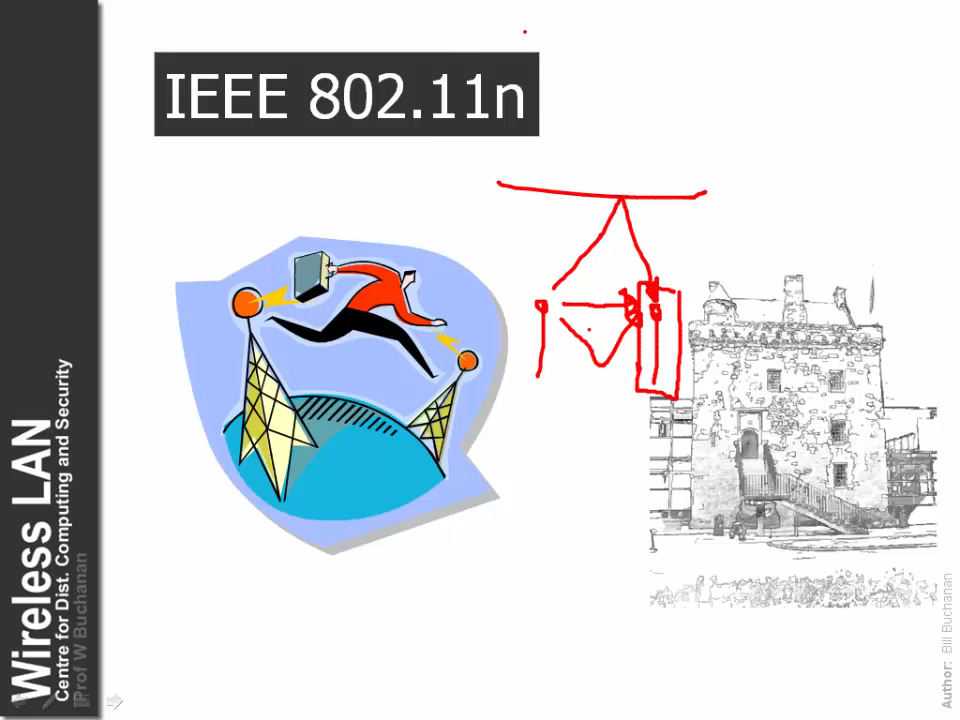 IEEE 802.11n
Wireless LAN
Centre for Dist. Computing and Security
Prof W Buchanan
Author: Bill Buchanan